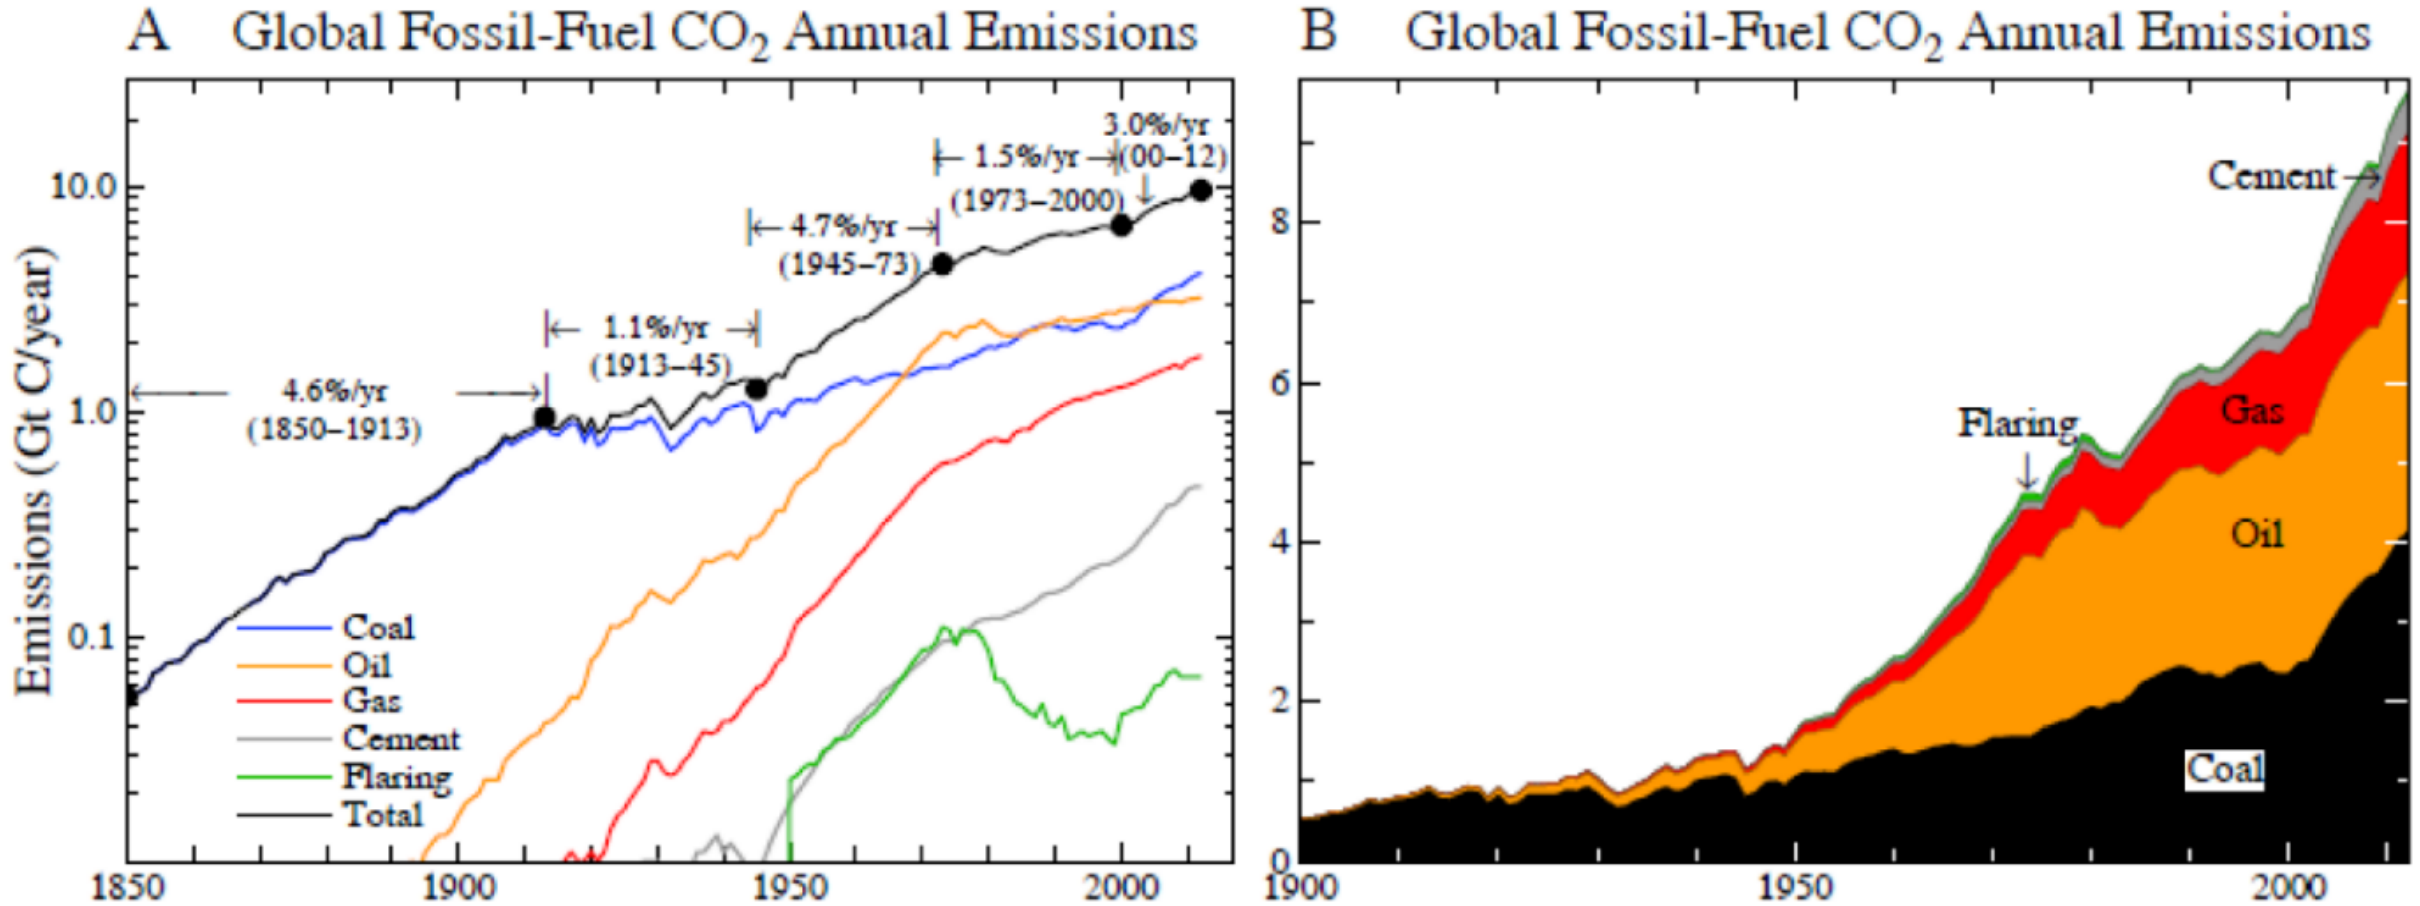 A Global Fossil-Fuel CO₂ Annual Emissions
Emissions (Gt C/year)
10.0
1.0
0.1
4.6%/yr
(1850–1913)
1.1%/yr
(1913–45)
4.7%/yr
(1945–73)
1.5%/yr
(1973–2000)
3.0%/yr
(00–12)
Coal
Oil
Gas
Cement
Flaring
Total
1850 1900 1950 2000
B Global Fossil-Fuel CO₂ Annual Emissions
8
6
4
2
0
Cement
Flaring
Gas
Oil
Coal
1900 1950 2000